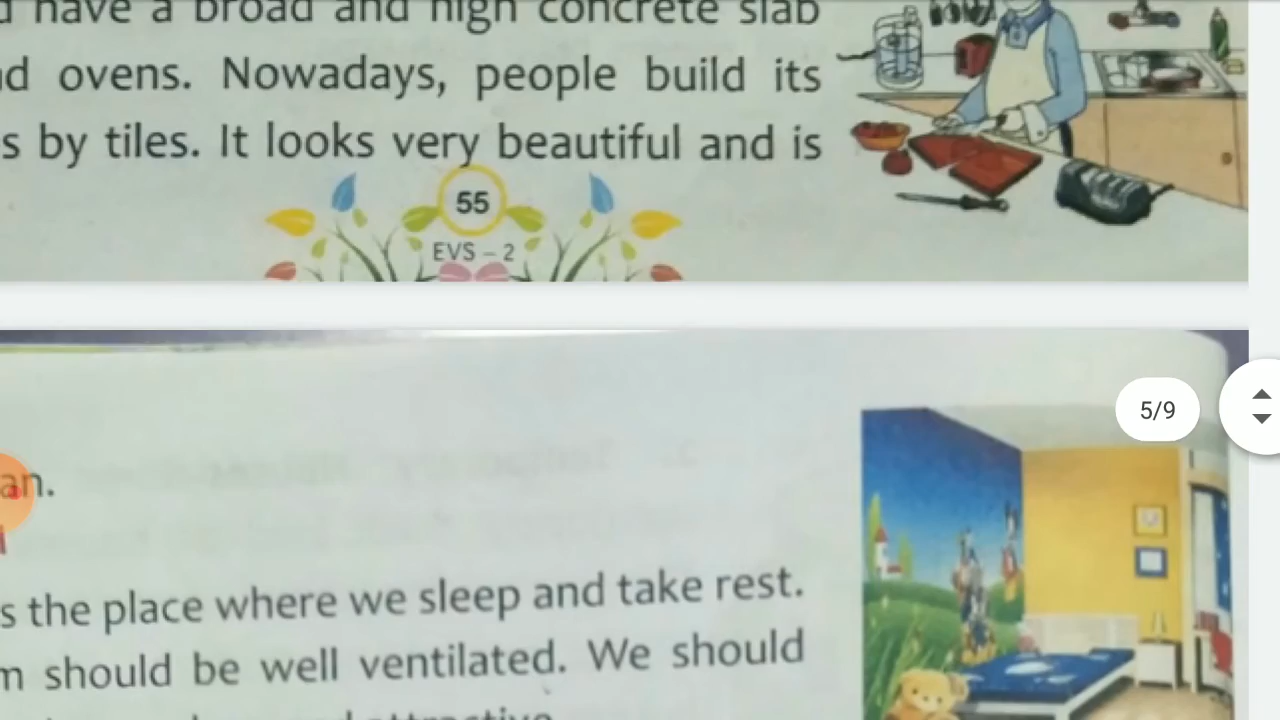 have a broad and high concrete slab
ovens. Nowadays, people build its
by tiles. It looks very beautiful and is
55
EVS – 2
5/9
an.
the place where we sleep and take rest.
should be well ventilated. We should
attractive